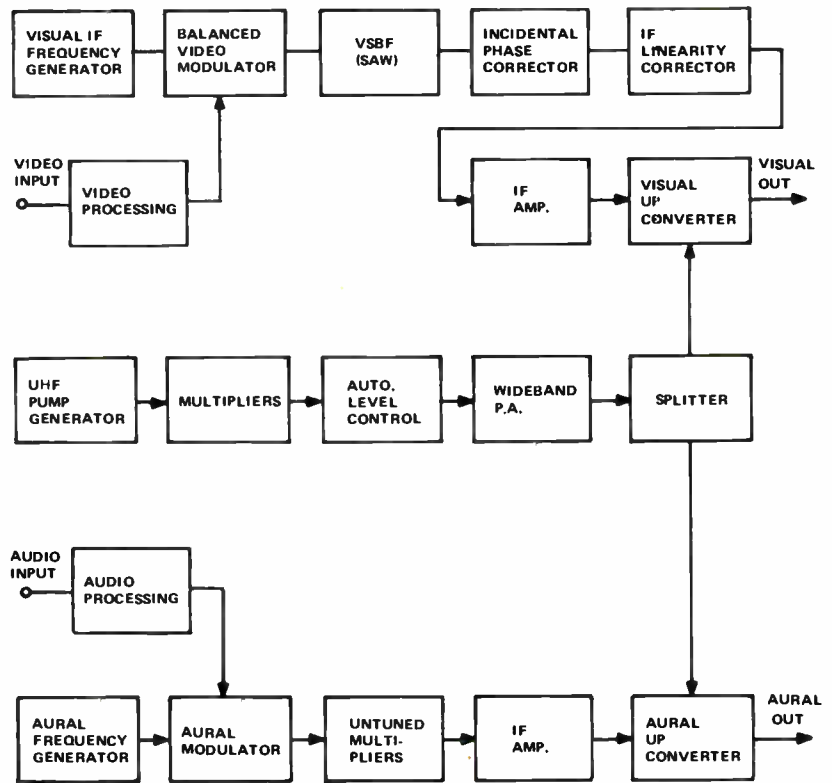 VISUAL IF
FREQUENCY
GENERATOR
BALANCED
VIDEO
MODULATOR
VSBF
(SAW)
INCIDENTAL
PHASE
CORRECTOR
IF
LINEARITY
CORRECTOR
VIDEO
INPUT
VIDEO
PROCESSING
IF
AMP.
VISUAL
UP
CONVERTER
VISUAL
OUT
UHF
PUMP
GENERATOR
MULTIPLIERS
AUTO.
LEVEL
CONTROL
WIDEBAND
P.A.
SPLITTER
AUDIO
INPUT
AUDIO
PROCESSING
AURAL
FREQUENCY
GENERATOR
AURAL
MODULATOR
UNTUNED
MULTI-
PLIERS
IF
AMP.
AURAL
UP
CONVERTER
AURAL
OUT